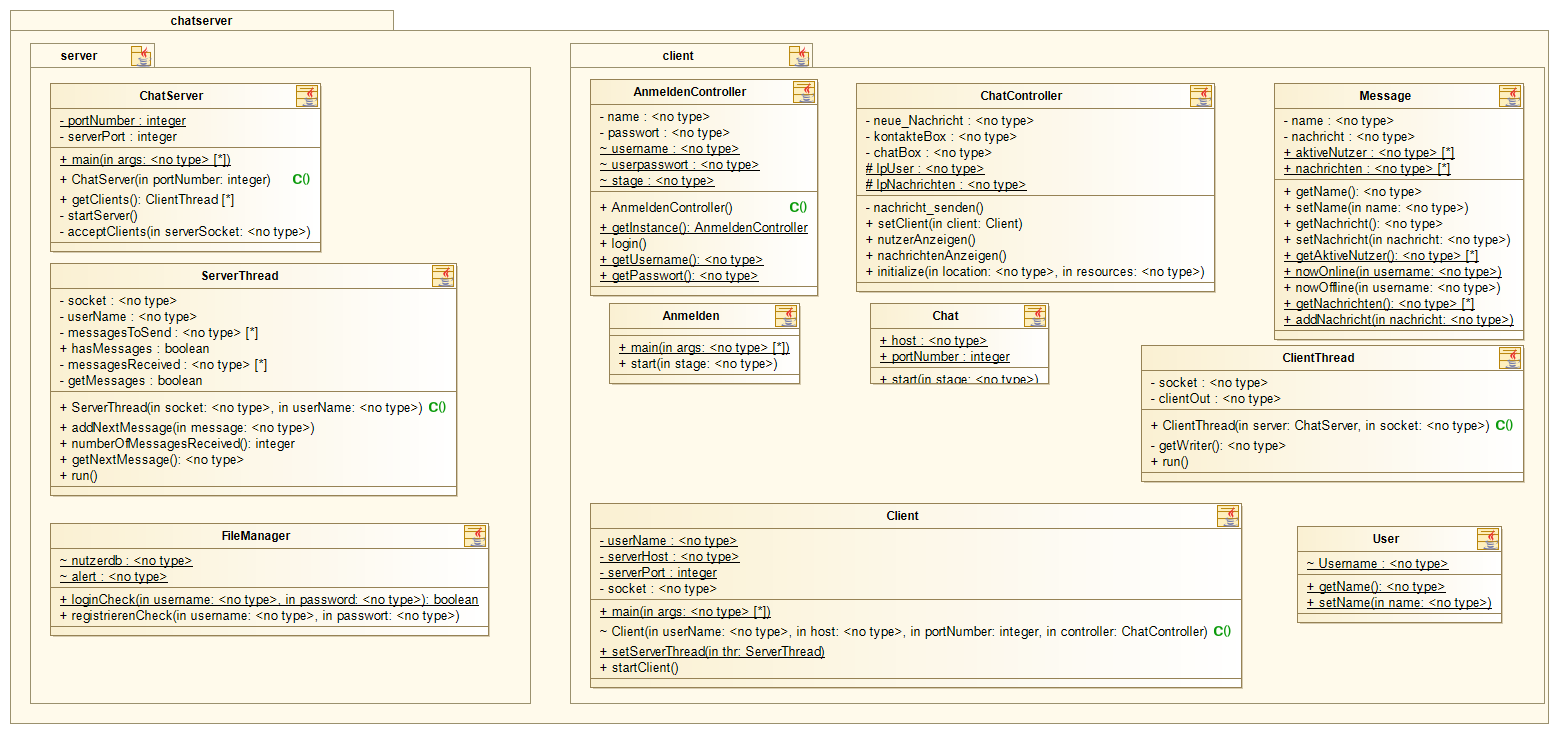 chatserver
server
ChatServer
- portNumber : integer
- serverPort : integer
+ main(in args: <no type> [*])
+ ChatServer(in portNumber: integer) C()
+ getClients(): ClientThread [*]
- startServer()
- acceptClients(in serverSocket: <no type>)
ServerThread
- socket : <no type>
- userName : <no type>
- messagesToSend : <no type> [*]
+ hasMessages : boolean
- messagesReceived : <no type> [*]
- getMessages : boolean
+ ServerThread(in socket: <no type>, in userName: <no type>) C()
+ addNextMessage(in message: <no type>)
+ numberOfMessagesReceived(): integer
+ getNextMessage(): <no type>
+ run()
FileManager
~ nutzerdb : <no type>
~ alert : <no type>
+ loginCheck(in username: <no type>, in password: <no type>): boolean
+ registrierenCheck(in username: <no type>, in passwort: <no type>)
client
AnmeldenController
- name : <no type>
- passwort : <no type>
~ username : <no type>
~ userpasswort : <no type>
~ stage : <no type>
+ AnmeldenController() C()
+ getInstance(): AnmeldenController
+ login()
+ getUsername(): <no type>
+ getPasswort(): <no type>
ChatController
- neue_Nachricht : <no type>
- kontakteBox : <no type>
- chatBox : <no type>
# lpUser : <no type>
# lpNachrichten : <no type>
- nachricht_senden()
+ setClient(in client: Client)
+ nutzerAnzeigen()
+ nachrichtenAnzeigen()
+ initialize(in location: <no type>, in resources: <no type>)
Message
- name : <no type>
- nachricht : <no type>
+ aktiveNutzer : <no type> [*]
+ nachrichten : <no type> [*]
+ getName(): <no type>
+ setName(in name: <no type>)
+ getNachricht(): <no type>
+ setNachricht(in nachricht: <no type>)
+ getAktiveNutzer(): <no type> [*]
+ nowOnline(in username: <no type>)
+ nowOffline(in username: <no type>)
+ getNachrichten(): <no type> [*]
+ addNachricht(in nachricht: <no type>)
Anmelden
+ main(in args: <no type> [*])
+ start(in stage: <no type>)
Chat
+ host : <no type>
+ portNumber : integer
+ start(in stage: <no type>)
ClientThread
- socket : <no type>
- clientOut : <no type>
+ ClientThread(in server: ChatServer, in socket: <no type>) C()
- getWriter(): <no type>
+ run()
Client
- userName : <no type>
- serverHost : <no type>
- serverPort : integer
- socket : <no type>
+ main(in args: <no type> [*])
~ Client(in userName: <no type>, in host: <no type>, in portNumber: integer, in controller: ChatController) C()
+ setServerThread(in thr: ServerThread)
+ startClient()
User
~ Username : <no type>
+ getName(): <no type>
+ setName(in name: <no type>)